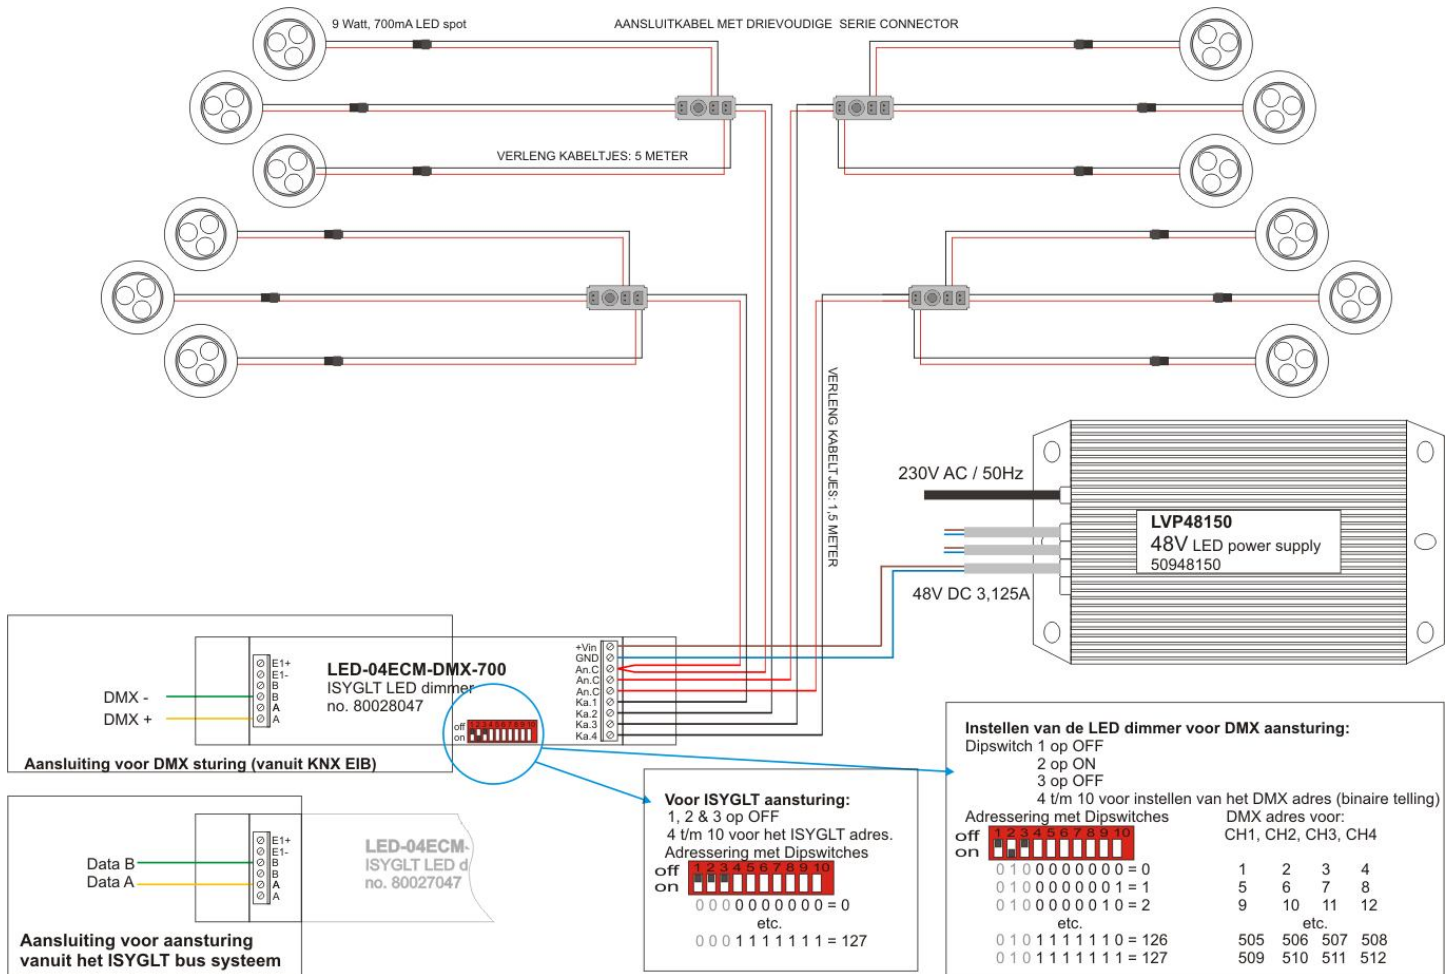 9 Watt, 700mA LED spot
AANSLUITKABEL MET DRIEVOUDIGE SERIE CONNECTOR
VERLENG KABELTJES: 5 METER
VERLENG KABELTJES: 1,5 METER
230V AC / 50Hz
LVP48150
48V LED power supply
50948150
48V DC 3,125A
E1+
E1-
B
B
A
A
DMX -
DMX +
LED-04ECM-DMX-700
ISYGLT LED dimmer
no. 80028047
off
on
1 2 3 4 5 6 7 8 9 10
+Vin
GND
An.C
An.C
An.C
Ka.1
Ka.2
Ka.3
Ka.4
Aansluiting voor DMX sturing (vanuit KNX EIB)
E1+
E1-
B
B
A
A
Data B
Data A
LED-04ECM-
ISYGLT LED d
no. 80027047
Aansluiting voor aansturing
vanuit het ISYGLT bus systeem
Voor ISYGLT aansturing:
1, 2 & 3 op OFF
4 t/m 10 voor het ISYGLT adres.
Adressering met Dipswitches
off
on
1 2 3 4 5 6 7 8 9 10
0 0 0 0 0 0 0 0 0 0 = 0
etc.
0 0 0 1 1 1 1 1 1 1 = 127
Instellen van de LED dimmer voor DMX aansturing:
Dipswitch 1 op OFF
2 op ON
3 op OFF
4 t/m 10 voor instellen van het DMX adres (binaire telling)
Adressering met Dipswitches
DMX adres voor:
CH1, CH2, CH3, CH4
off
on
1 2 3 4 5 6 7 8 9 10
0 1 0 0 0 0 0 0 0 0 = 0 1 2 3 4
0 1 0 0 0 0 0 0 0 1 = 1 5 6 7 8
0 1 0 0 0 0 0 0 1 0 = 2 9 10 11 12
etc. etc.
0 1 0 1 1 1 1 1 1 0 = 126 505 506 507 508
0 1 0 1 1 1 1 1 1 1 = 127 509 510 511 512